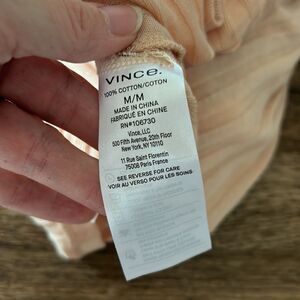 VINCE.
100% COTTON/COTON
M/M
MADE IN CHINA
FABRIQUÉ EN CHINE
RN#106730
Vince, LLC
500 Fifth Avenue, 20th Floor
New York, NY 10110
11 Rue Saint Florentin
75008 Paris France
SEE REVERSE FOR CARE
VOIR AU VERSO POUR LES SOINS.